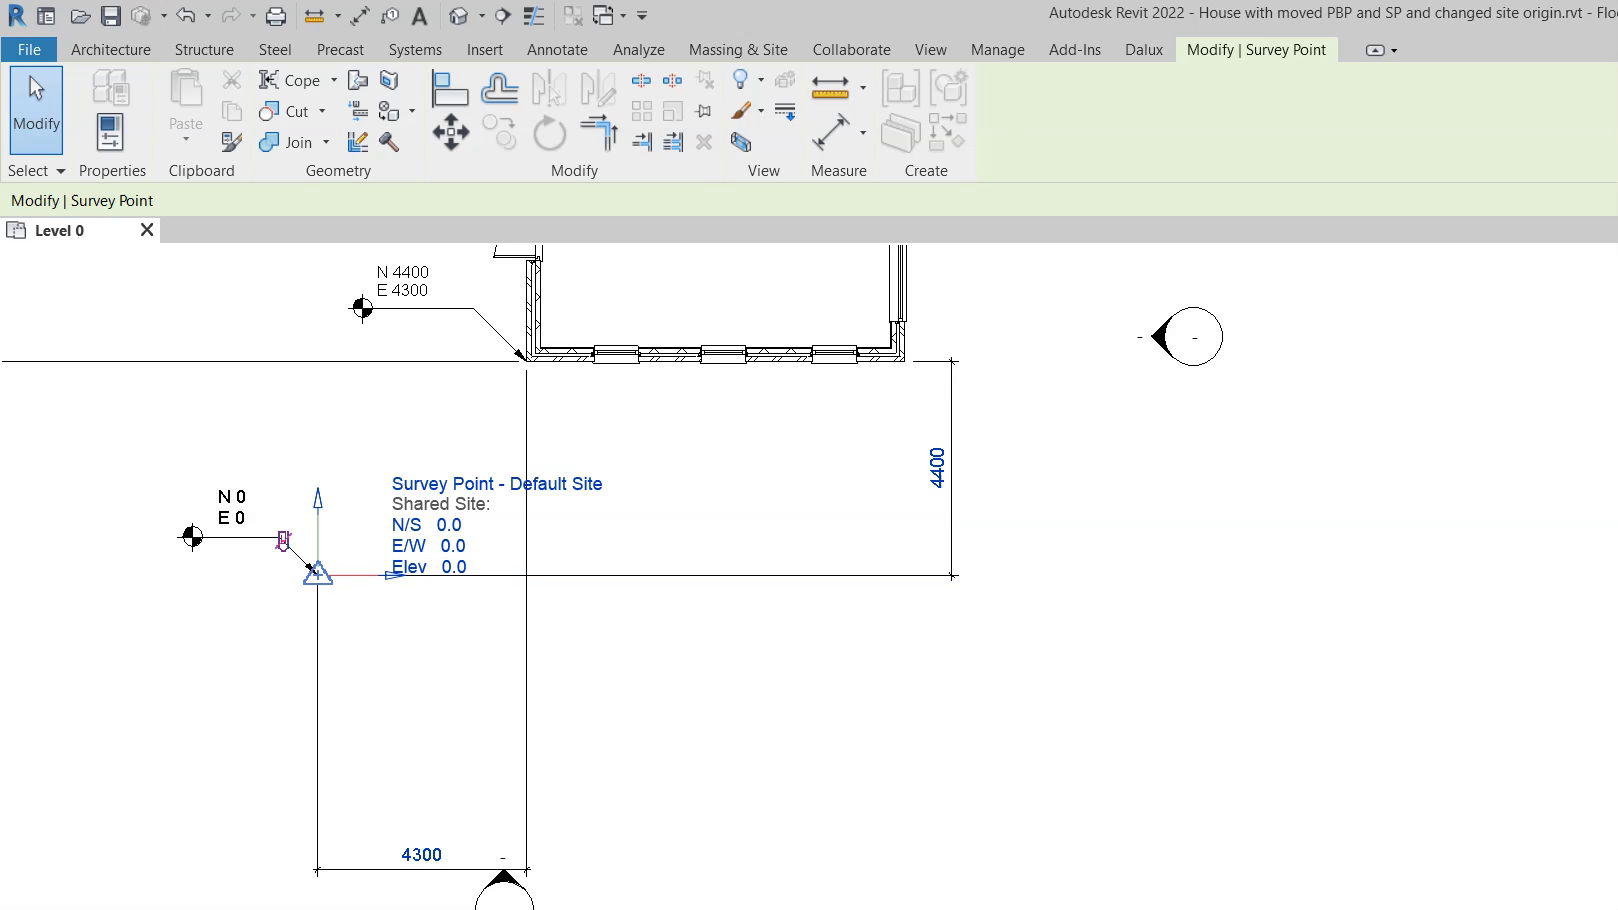 Autodesk Revit 2022 - House with moved PBP and SP and changed site origin.rvt - Floo
File Architecture Structure Steel Precast Systems Insert Annotate Analyze Massing & Site Collaborate View Manage Add-Ins Dalux Modify | Survey Point
Modify
Paste
Cope
Cut
Join
Select Properties Clipboard Geometry Modify View Measure Create
Modify | Survey Point
Level 0
N 4400
E 4300
4400
Survey Point - Default Site
Shared Site:
N/S 0.0
E/W 0.0
Elev 0.0
N 0
E 0
4300